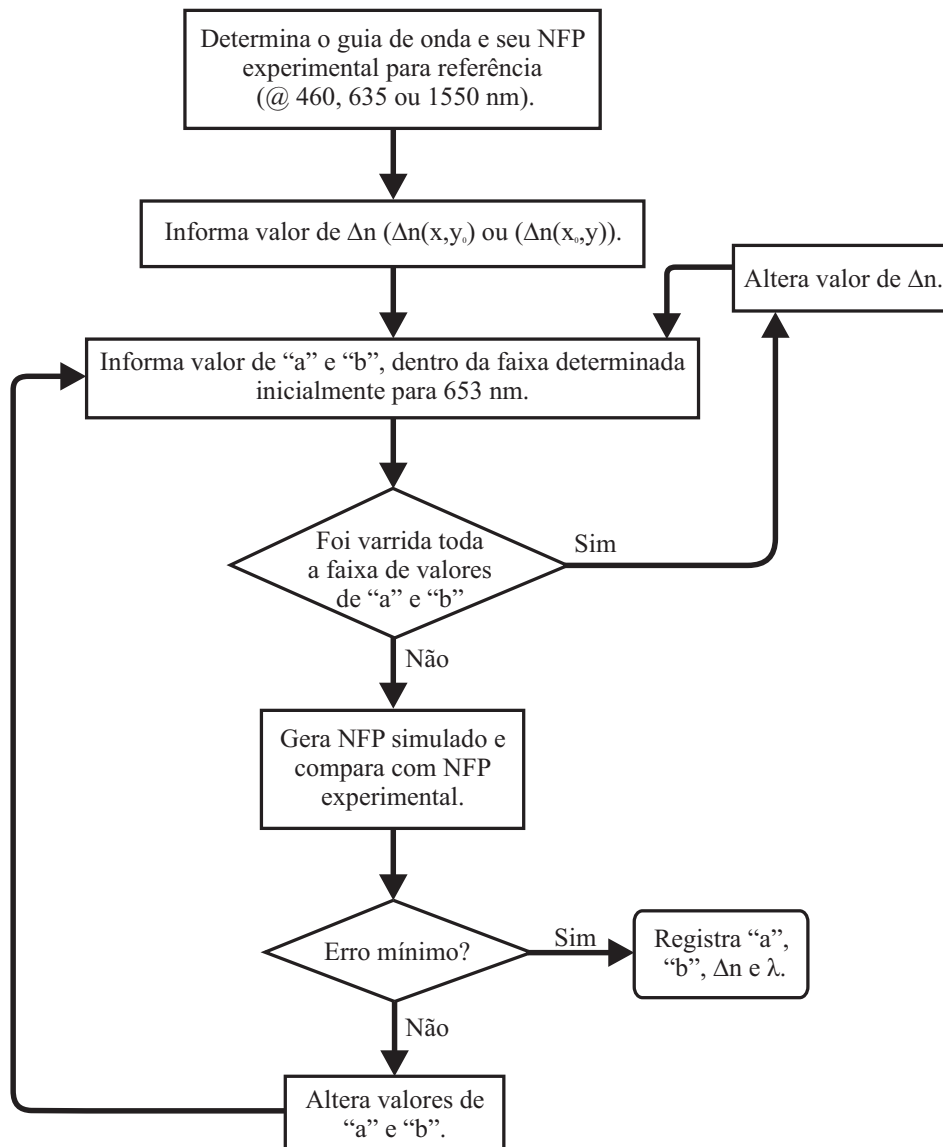 Determina o guia de onda e seu NFP
experimental para referência
(@ 460, 635 ou 1550 nm).
Informa valor de Δn (Δn(x,y₀) ou (Δn(x₀,y)).
Altera valor de Δn.
Informa valor de “a” e “b”, dentro da faixa determinada
inicialmente para 653 nm.
Foi varrida toda
a faixa de valores
de “a” e “b”
Sim
Não
Gera NFP simulado e
compara com NFP
experimental.
Erro mínimo?
Sim
Registra “a”,
“b”, Δn e λ.
Não
Altera valores de
“a” e “b”.